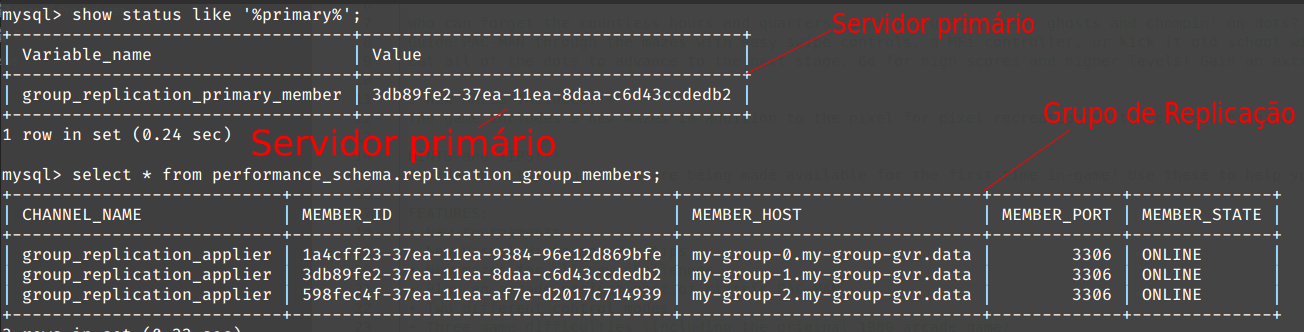 mysql> show status like '%primary%';
Servidor primário
+----------------------------------+--------------------------------------+
| Variable_name | Value |
+----------------------------------+--------------------------------------+
| group_replication_primary_member | 3db89fe2-37ea-11ea-8daa-c6d43ccdedb2 |
+----------------------------------+--------------------------------------+
Grupo de Replicação
1 row in set (0.24 sec)
Servidor primário
mysql> select * from performance_schema.replication_group_members;
+---------------------------+--------------------------------------+------------------------------+-------------+--------------+
| CHANNEL_NAME | MEMBER_ID | MEMBER_HOST | MEMBER_PORT | MEMBER_STATE |
+---------------------------+--------------------------------------+------------------------------+-------------+--------------+
| group_replication_applier | 1a4cff23-37ea-11ea-9384-96e12d869bfe | my-group-0.my-group-gvr.data | 3306 | ONLINE |
| group_replication_applier | 3db89fe2-37ea-11ea-8daa-c6d43ccdedb2 | my-group-1.my-group-gvr.data | 3306 | ONLINE |
| group_replication_applier | 598fec4f-37ea-11ea-af7e-d2017c714939 | my-group-2.my-group-gvr.data | 3306 | ONLINE |
+---------------------------+--------------------------------------+------------------------------+-------------+--------------+